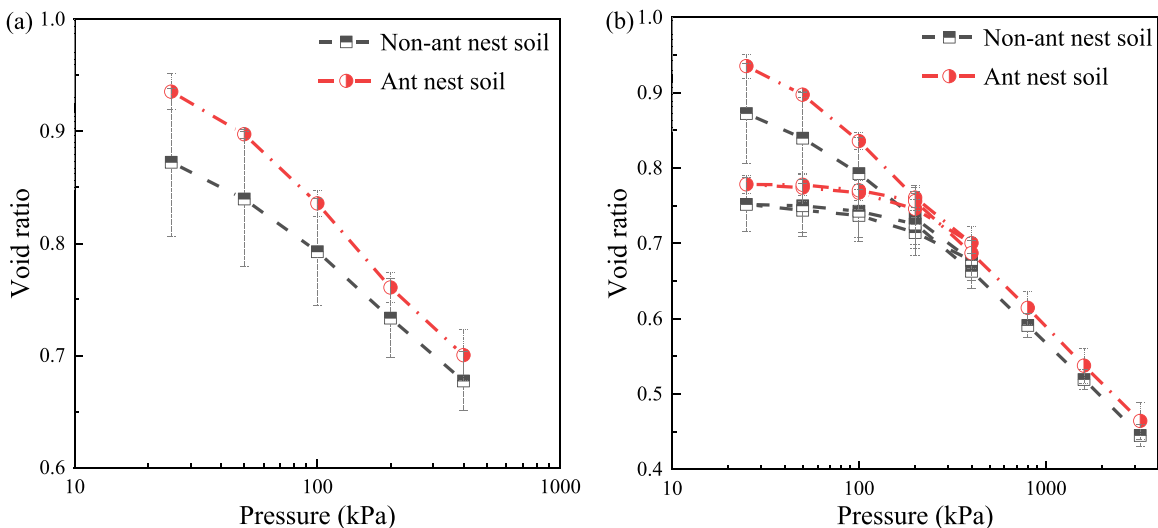 (a)
1.0
0.9
0.8
0.7
0.6
Void ratio
Non-ant nest soil
Ant nest soil
10
100
1000
Pressure (kPa)
(b)
1.0
0.9
0.8
0.7
0.6
0.5
0.4
Void ratio
Non-ant nest soil
Ant nest soil
10
100
1000
Pressure (kPa)